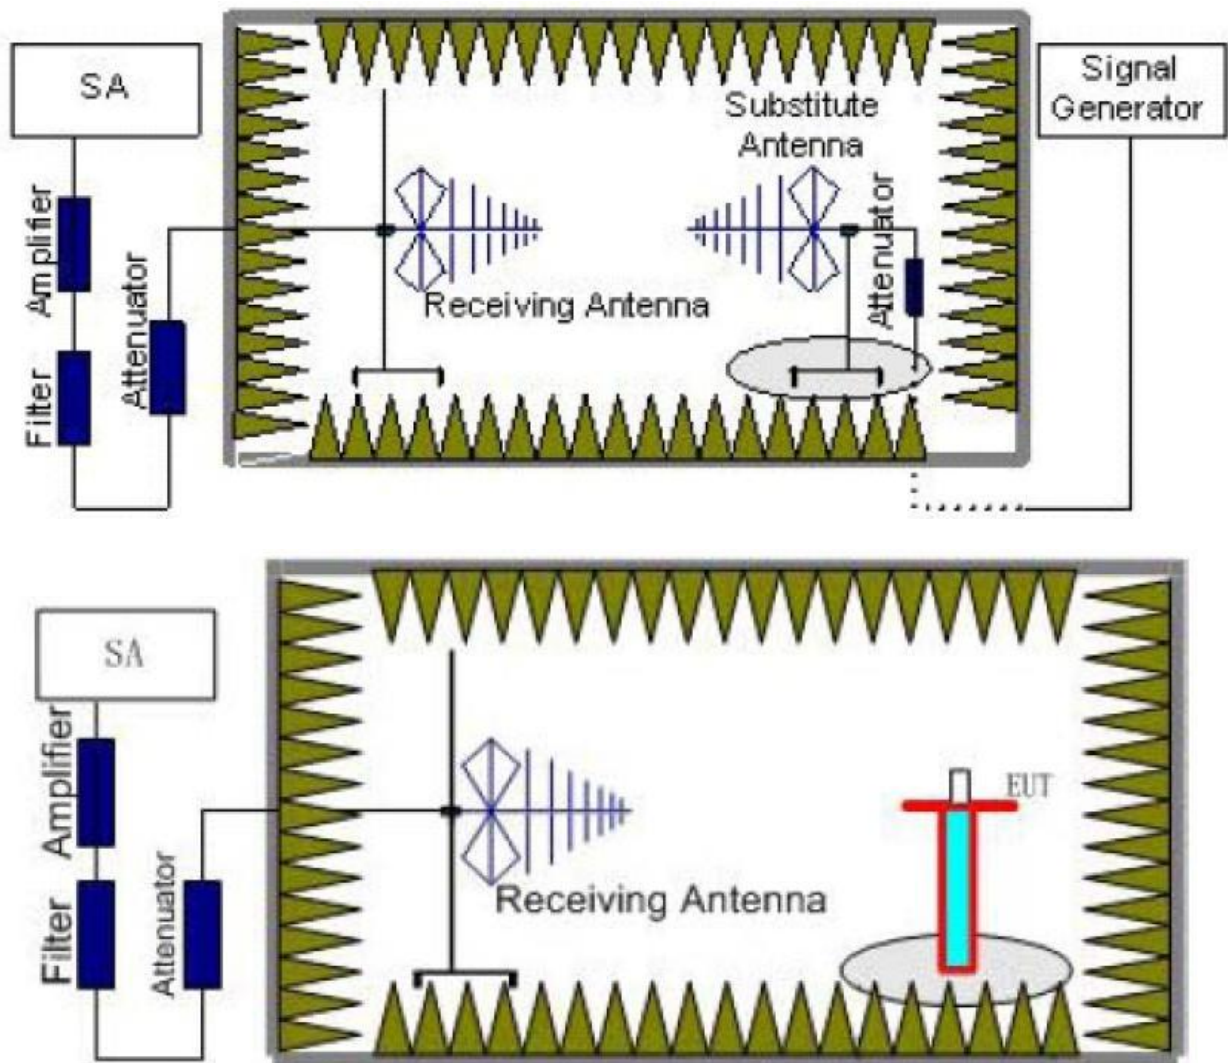 SA
Signal
Generator
Substitute
Antenna
Amplifier
Attenuator
Attenuator
Receiving Antenna
Filter
SA
Amplifier
EUT
Receiving Antenna
Filter
Attenuator